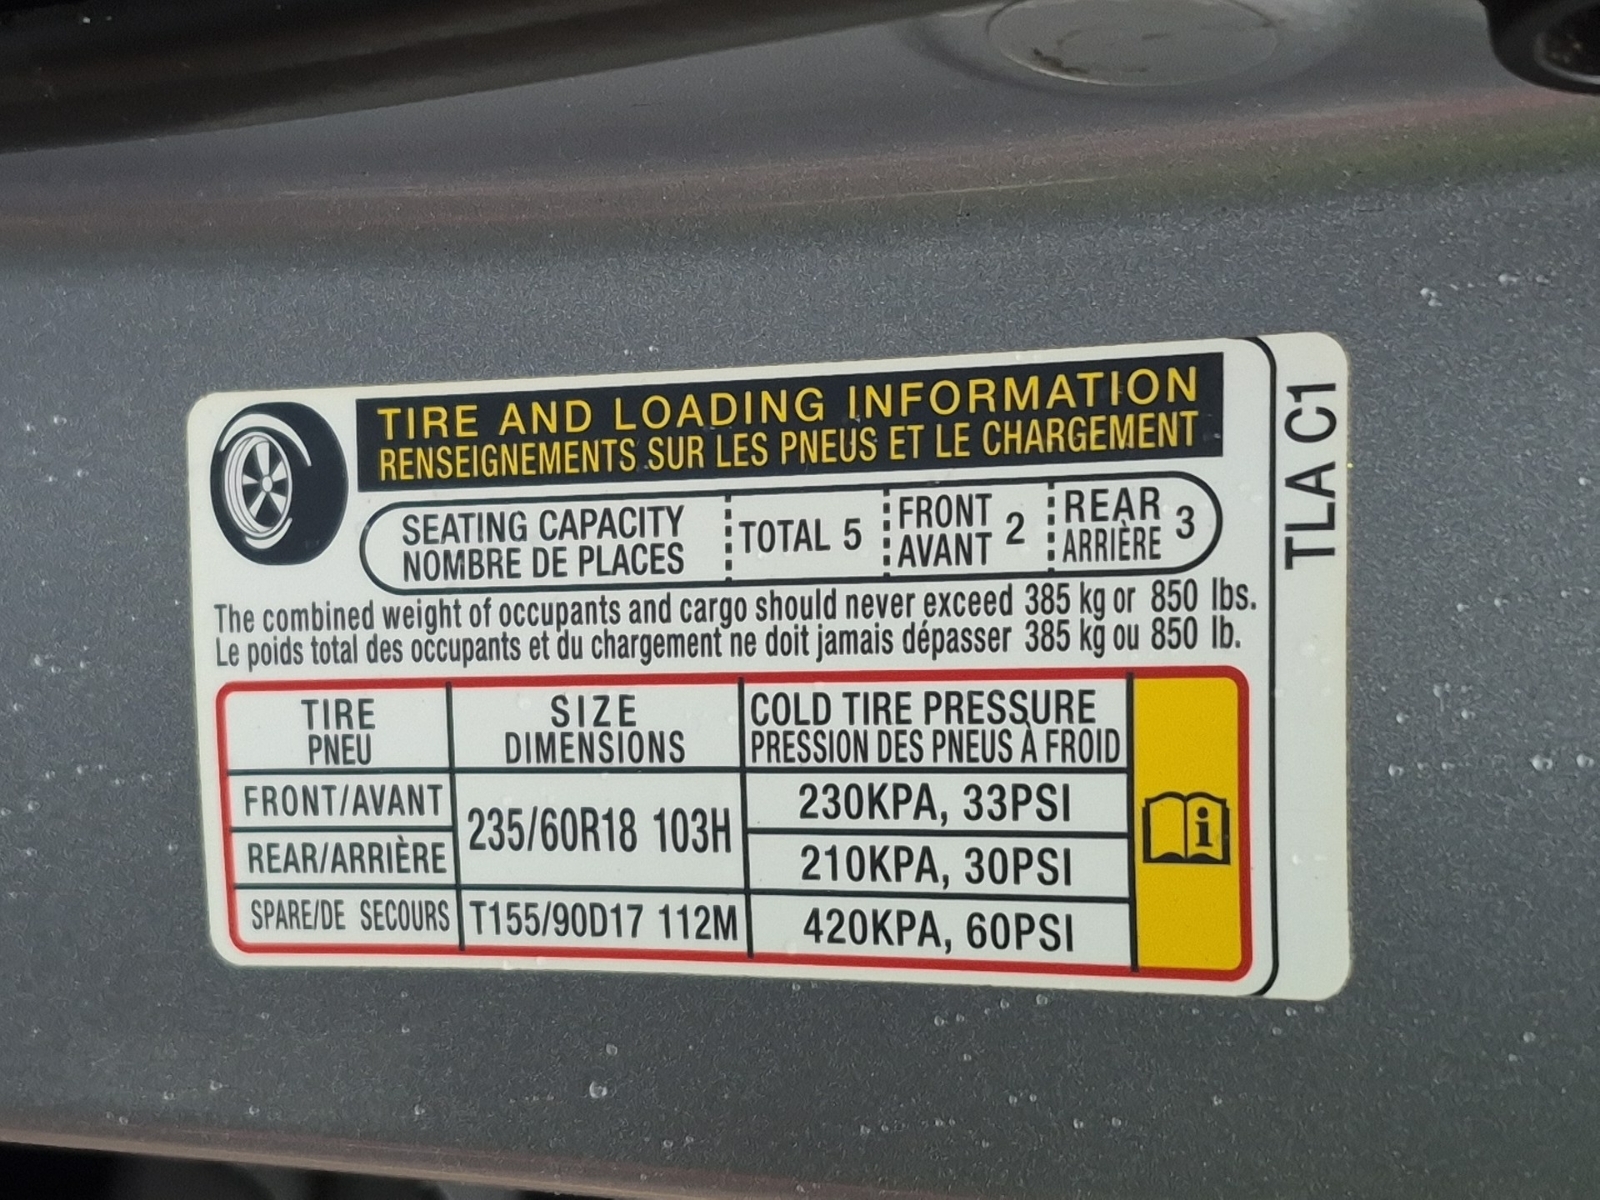 TIRE AND LOADING INFORMATION
RENSEIGNEMENTS SUR LES PNEUS ET LE CHARGEMENT
SEATING CAPACITY
NOMBRE DE PLACES
TOTAL 5
FRONT
AVANT
2
REAR
ARRIÈRE
3
The combined weight of occupants and cargo should never exceed 385 kg or 850 lbs.
Le poids total des occupants et du chargement ne doit jamais dépasser 385 kg ou 850 lb.
TIRE
PNEU
SIZE
DIMENSIONS
COLD TIRE PRESSURE
PRESSION DES PNEUS À FROID
FRONT/AVANT
235/60R18 103H
230KPA, 33PSI
REAR/ARRIÈRE
210KPA, 30PSI
SPARE/DE SECOURS
T155/90D17 112M
420KPA, 60PSI
i
TLA C1